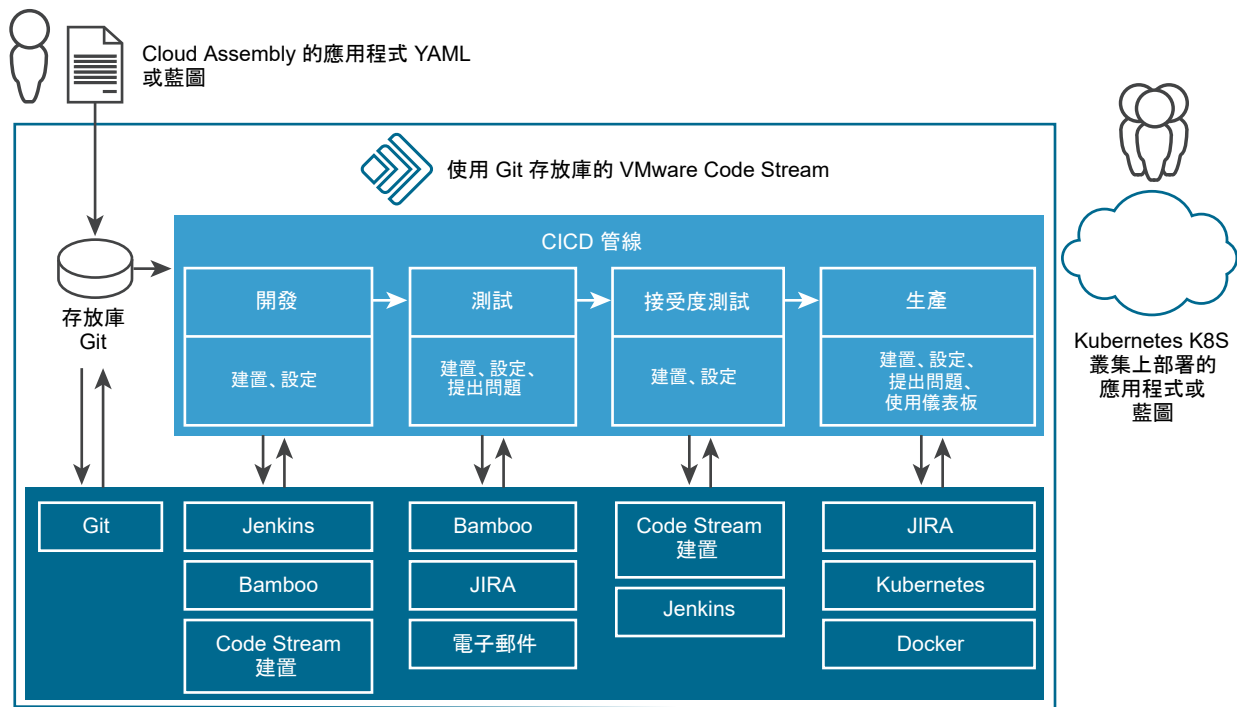 Cloud Assembly 的應用程式 YAML
或藍圖
使用 Git 存放庫的 VMware Code Stream
CICD 管線
開發
測試
接受度測試
生產
建置、設定
建置、設定、
提出問題
建置、設定
建置、設定、
提出問題、
使用儀表板
存放庫
Git
Kubernetes K8S
叢集上部署的
應用程式或
藍圖
Git
Jenkins
Bamboo
Code Stream
建置
Bamboo
JIRA
電子郵件
Code Stream
建置
Jenkins
JIRA
Kubernetes
Docker